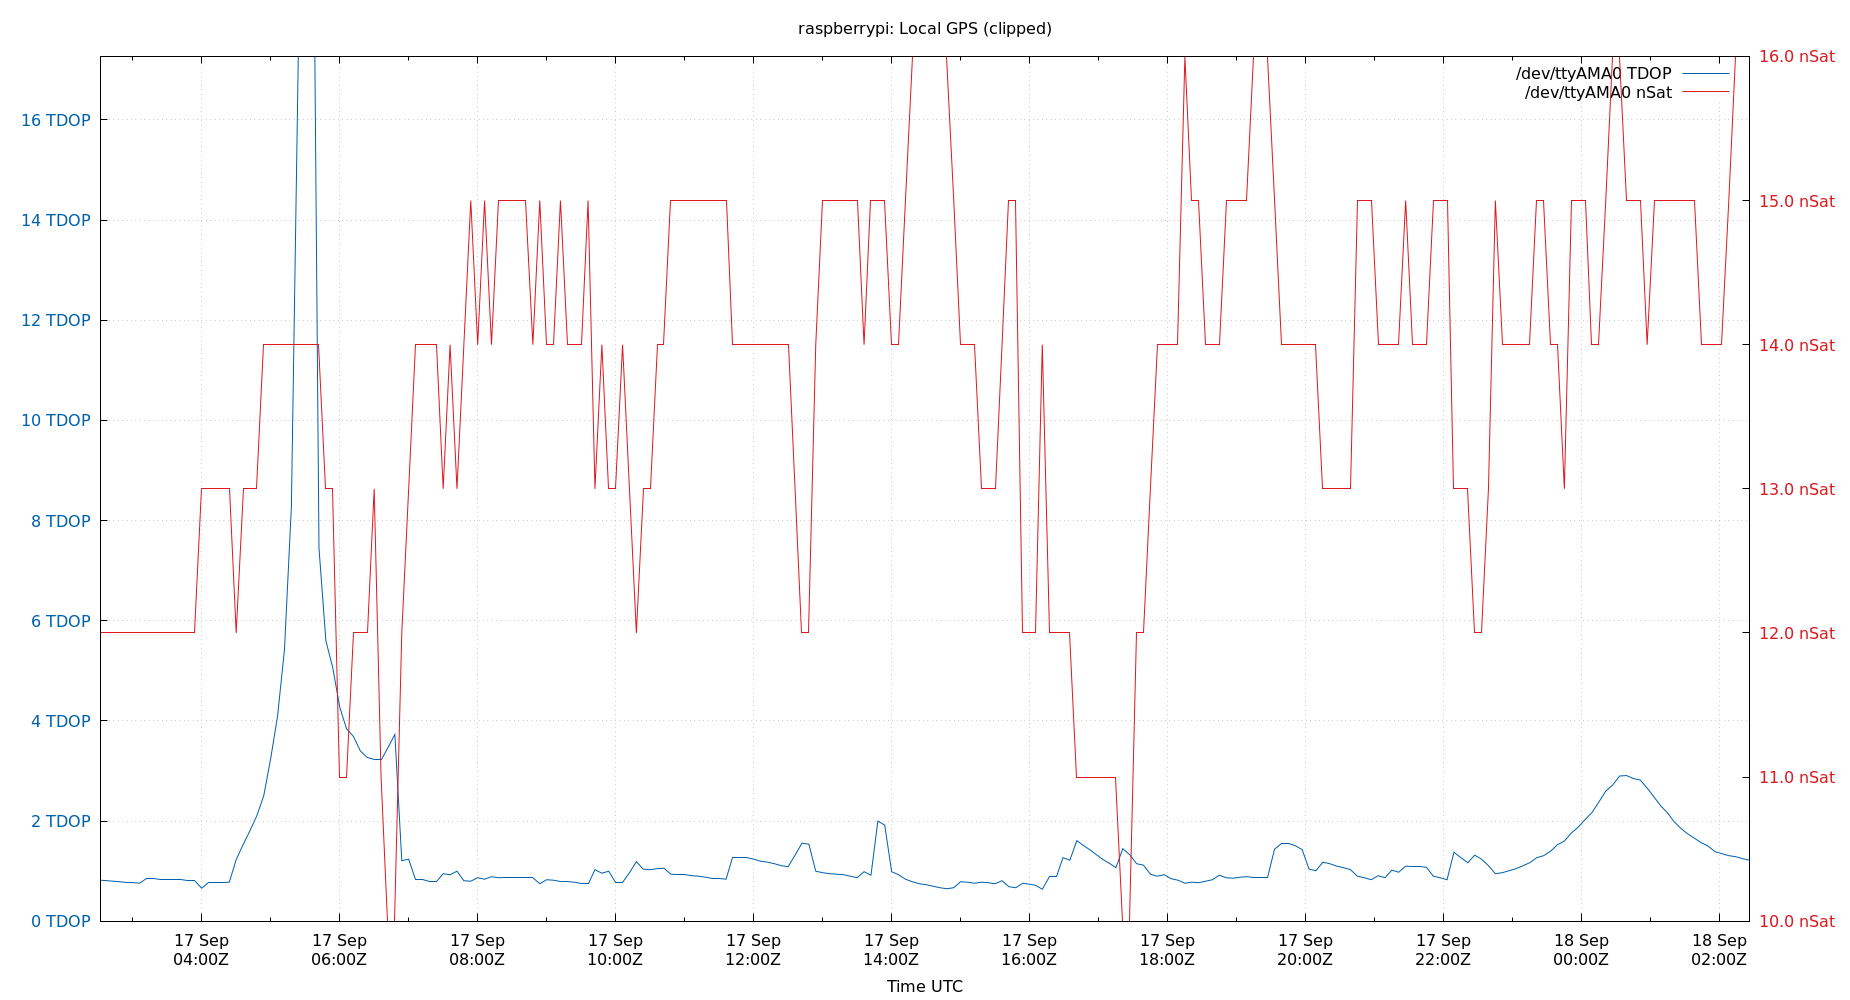 raspberrypi: Local GPS (clipped)
/dev/ttyAMA0 TDOP
/dev/ttyAMA0 nSat
16 TDOP
14 TDOP
12 TDOP
10 TDOP
8 TDOP
6 TDOP
4 TDOP
2 TDOP
0 TDOP
16.0 nSat
15.0 nSat
14.0 nSat
13.0 nSat
12.0 nSat
11.0 nSat
10.0 nSat
17 Sep
04:00Z
17 Sep
06:00Z
17 Sep
08:00Z
17 Sep
10:00Z
17 Sep
12:00Z
17 Sep
14:00Z
17 Sep
16:00Z
17 Sep
18:00Z
17 Sep
20:00Z
17 Sep
22:00Z
18 Sep
00:00Z
18 Sep
02:00Z
Time UTC